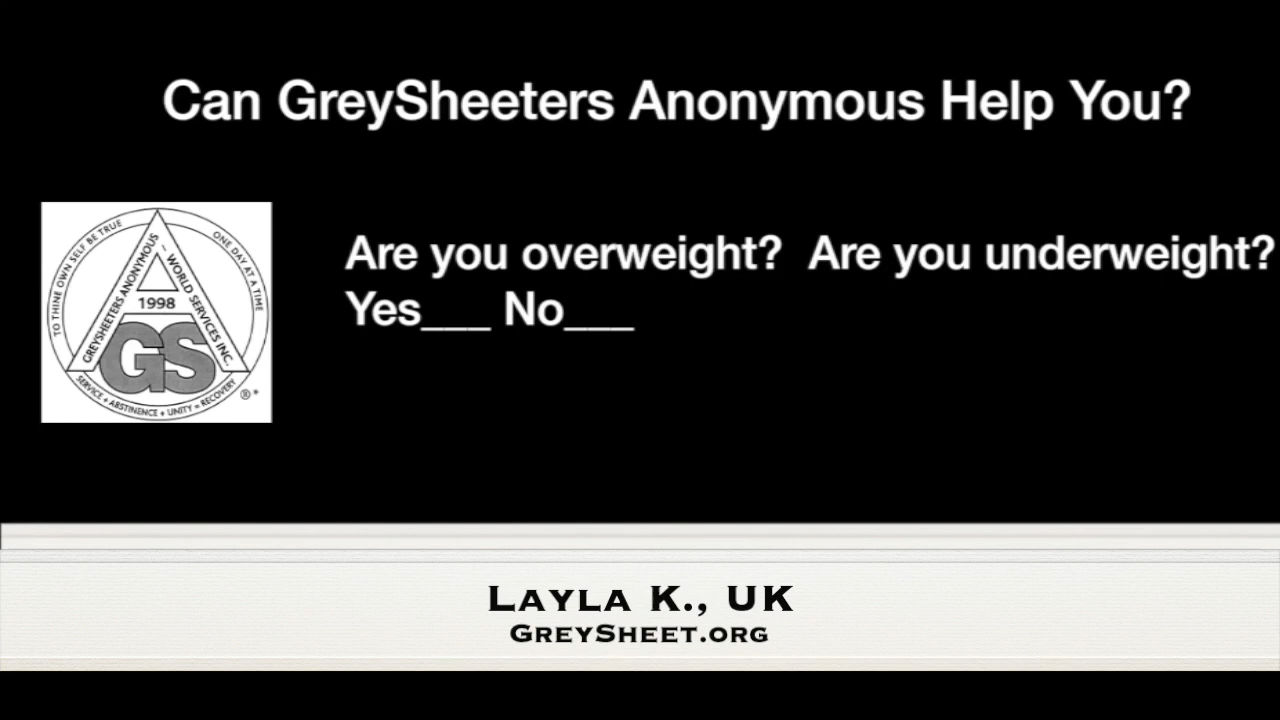 Can GreySheeters Anonymous Help You?
TO THINE OWN SELF BE TRUE
ONE DAY AT A TIME
GREYSHEETERS ANONYMOUS – WORLD SERVICES INC.
1998
GS
SERVICE + ABSTINENCE + UNITY = RECOVERY
®*
Are you overweight?  Are you underweight?
Yes___ No___
LAYLA K., UK
GREYSHEET.ORG